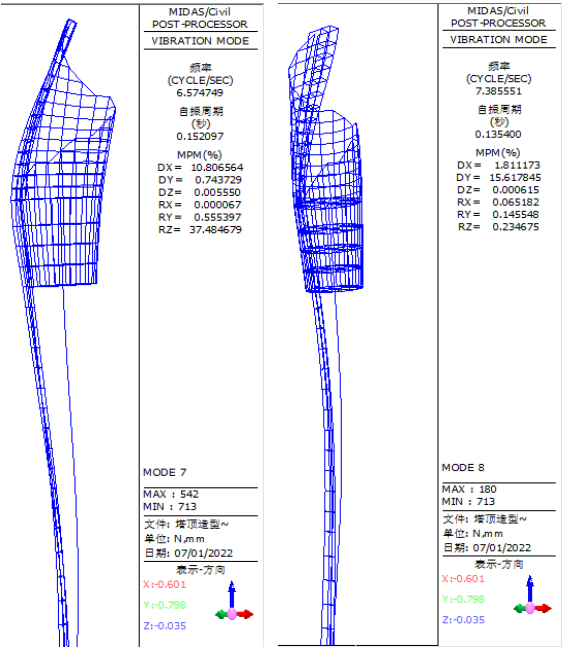 MIDAS/Civil
POST-PROCESSOR
VIBRATION MODE
频率
(CYCLE/SEC)
6.574749
自振周期
(秒)
0.152097
MPM(%)
DX= 10.806564
DY= 0.743729
DZ= 0.005550
RX= 0.000067
RY= 0.555397
RZ= 37.484679
MODE 7
MAX : 542
MIN : 713
文件: 塔顶造型~
单位: N,mm
日期: 07/01/2022
表示-方向
X:-0.601
Y:-0.798
Z:-0.035
MIDAS/Civil
POST-PROCESSOR
VIBRATION MODE
频率
(CYCLE/SEC)
7.385551
自振周期
(秒)
0.135400
MPM(%)
DX= 1.811173
DY= 15.617845
DZ= 0.000615
RX= 0.065182
RY= 0.145548
RZ= 0.234675
MODE 8
MAX : 180
MIN : 713
文件: 塔顶造型~
单位: N,mm
日期: 07/01/2022
表示-方向
X:-0.601
Y:-0.798
Z:-0.035